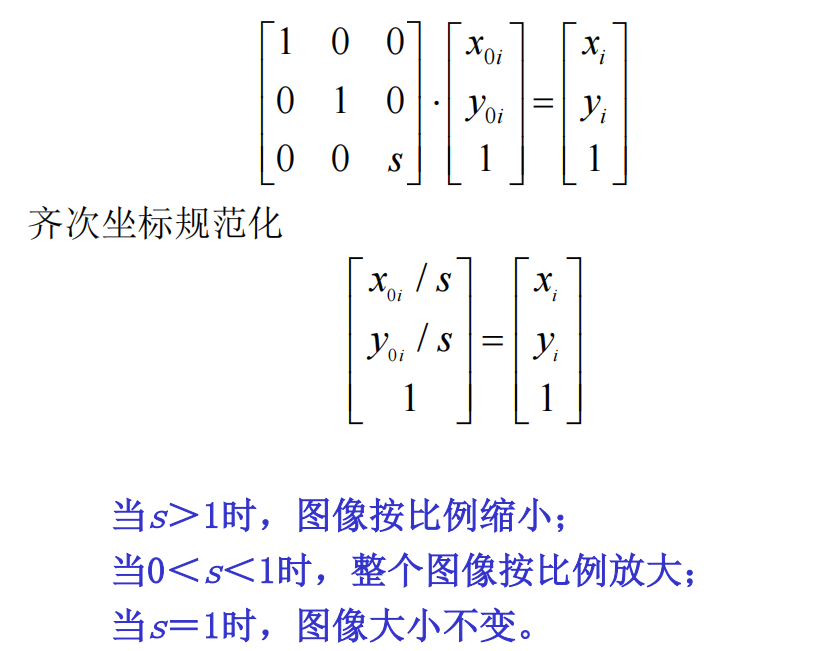 [1 0 0; 0 1 0; 0 0 s] · [x₀ᵢ; y₀ᵢ; 1] = [xᵢ; yᵢ; 1]
齐次坐标规范化
[x₀ᵢ / s; y₀ᵢ / s; 1] = [xᵢ; yᵢ; 1]
当s＞1时，图像按比例缩小；
当0＜s＜1时，整个图像按比例放大；
当s＝1时，图像大小不变。